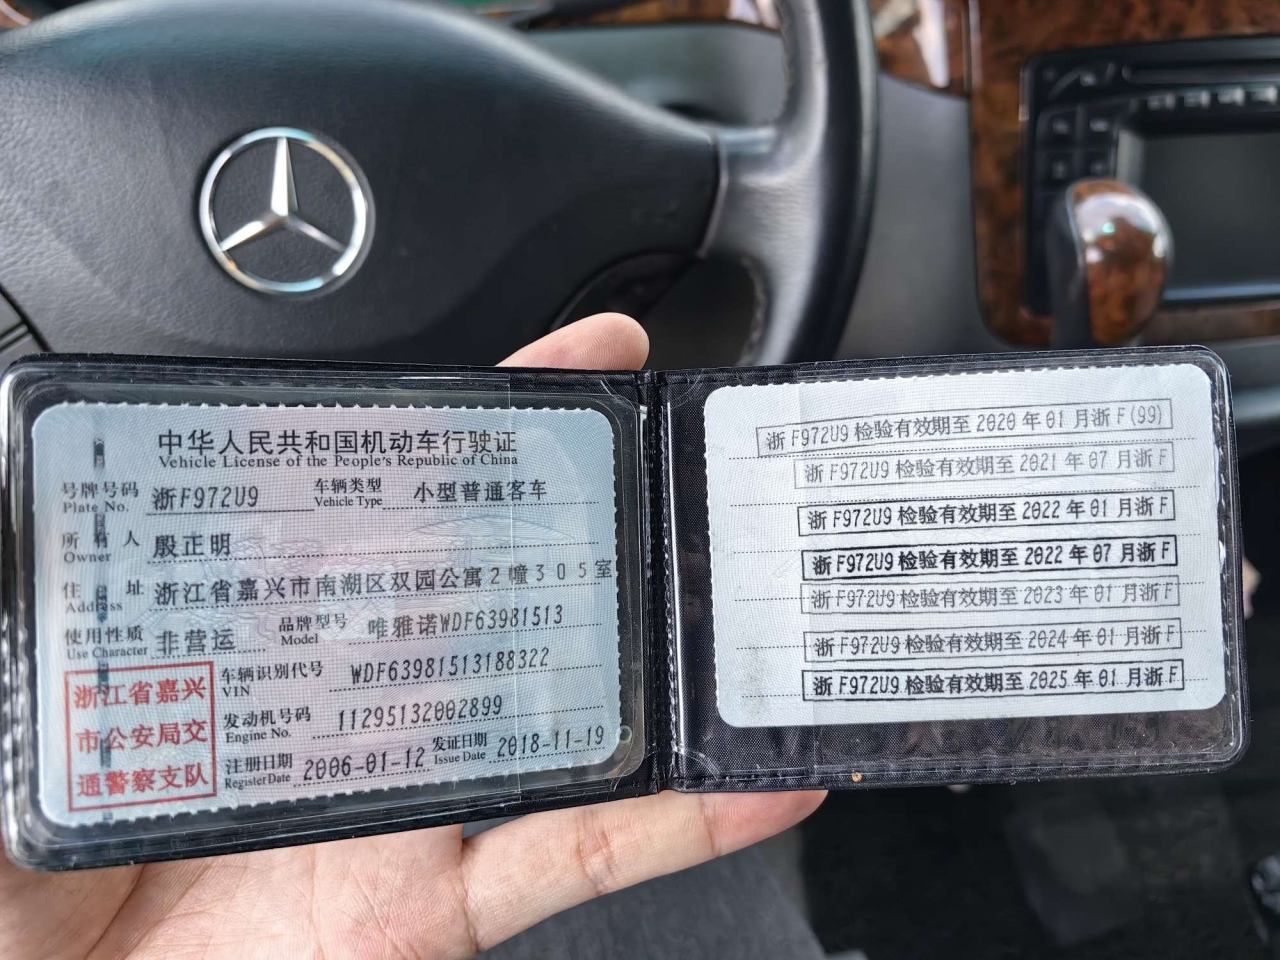 中华人民共和国机动车行驶证
Vehicle License of the People's Republic of China
号牌号码 浙F972U9 车辆类型 小型普通客车
Plate No. Vehicle Type
所有人 殷正明
Owner
住址 浙江省嘉兴市南湖区双园公寓2幢305室
Address
使用性质 非营运 品牌型号 唯雅诺WDF63981513
Use Character Model
浙江省嘉兴
市公安局交
通警察支队
车辆识别代号 WDF63981513188322
VIN
发动机号码 11295132002899
Engine No.
注册日期 2006-01-12 发证日期 2018-11-19
Register Date Issue Date
浙F972U9检验有效期至2020年01月浙F(99)
浙F972U9检验有效期至2021年07月浙F
浙F972U9检验有效期至2022年01月浙F
浙F972U9检验有效期至2022年07月浙F
浙F972U9检验有效期至2023年01月浙F
浙F972U9检验有效期至2024年01月浙F
浙F972U9检验有效期至2025年01月浙F